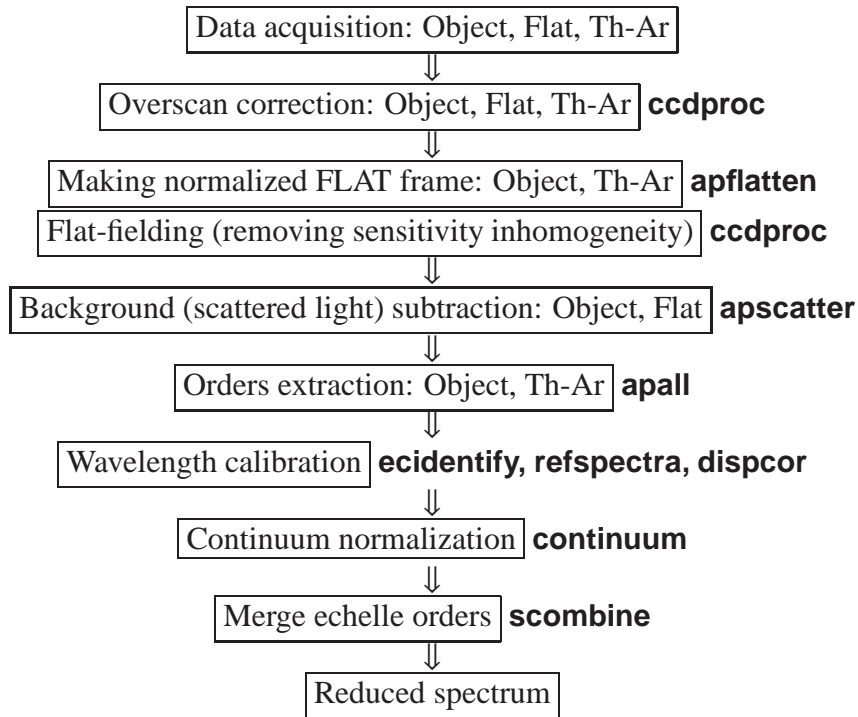 Data acquisition: Object, Flat, Th-Ar
⇓
Overscan correction: Object, Flat, Th-Ar ccdproc
⇓
Making normalized FLAT frame: Object, Th-Ar apflatten
Flat-fielding (removing sensitivity inhomogeneity) ccdproc
⇓
Background (scattered light) subtraction: Object, Flat apscatter
⇓
Orders extraction: Object, Th-Ar apall
⇓
Wavelength calibration ecidentify, refspectra, dispcor
⇓
Continuum normalization continuum
⇓
Merge echelle orders scombine
⇓
Reduced spectrum